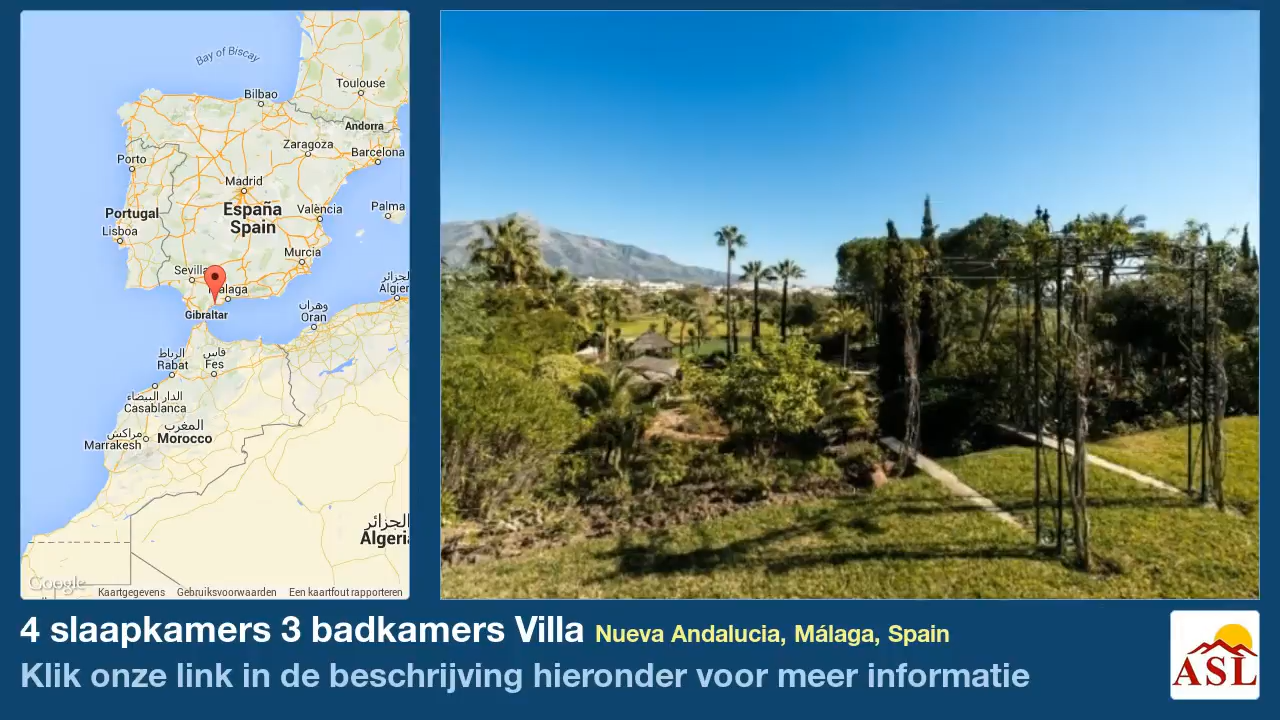 Bay of Biscay
Toulouse
Bilbao
Andorra
Zaragoza
Barcelona
Porto
Madrid
España
Spain
València
Palma
Portugal
Lisboa
Murcia
Sevilla
Málaga
Gibraltar
الجزائر
Algier
وهران
Oran
الرباط
Rabat
فاس
Fes
الدار البيضاء
Casablanca
المغرب
Morocco
مراكش
Marrakesh
الجزائر
Algeri
Google
Kaartgegevens Gebruiksvoorwaarden Een kaartfout rapporteren
4 slaapkamers 3 badkamers Villa Nueva Andalucia, Málaga, Spain
Klik onze link in de beschrijving hieronder voor meer informatie
ASL